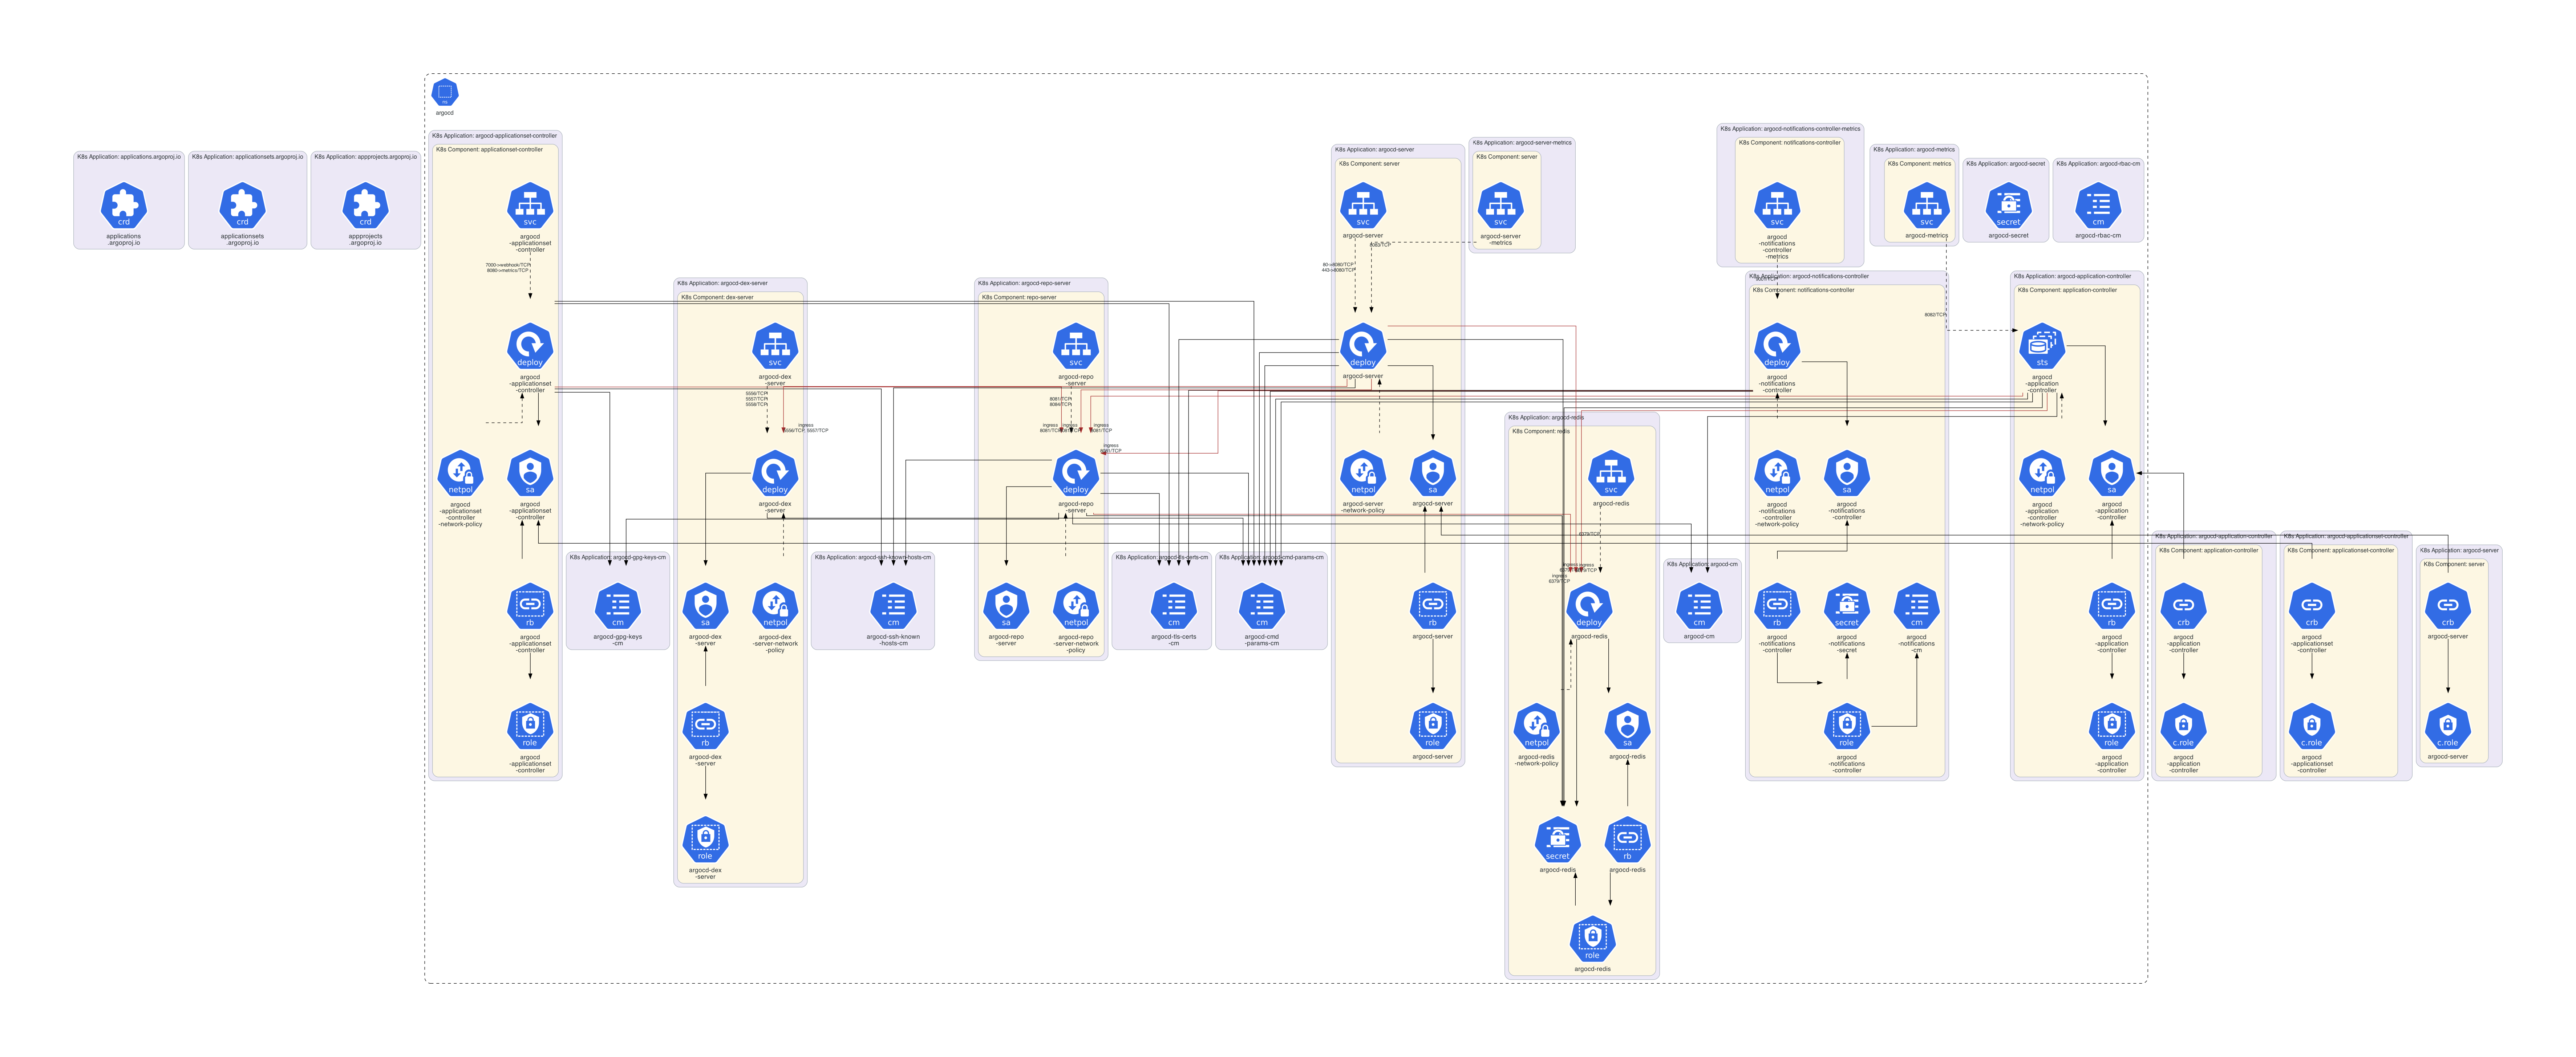 ns
argocd
K8s Application: applications.argoproj.io
crd
applications
.argoproj.io
K8s Application: applicationsets.argoproj.io
crd
applicationsets
.argoproj.io
K8s Application: appprojects.argoproj.io
crd
appprojects
.argoproj.io
K8s Application: argocd-applicationset-controller
K8s Component: applicationset-controller
svc
argocd
-applicationset
-controller
7000->webhook/TCP
8080->metrics/TCP
deploy
argocd
-applicationset
-controller
netpol
argocd
-applicationset
-controller
-network-policy
sa
argocd
-applicationset
-controller
rb
argocd
-applicationset
-controller
role
argocd
-applicationset
-controller
K8s Application: argocd-gpg-keys-cm
cm
argocd-gpg-keys
-cm
K8s Application: argocd-dex-server
K8s Component: dex-server
svc
argocd-dex
-server
5556/TCP
5557/TCP
5558/TCP
ingress
5556/TCP, 5557/TCP
deploy
argocd-dex
-server
sa
argocd-dex
-server
netpol
argocd-dex
-server-network
-policy
rb
argocd-dex
-server
role
argocd-dex
-server
K8s Application: argocd-ssh-known-hosts-cm
cm
argocd-ssh-known
-hosts-cm
K8s Application: argocd-repo-server
K8s Component: repo-server
svc
argocd-repo
-server
8081/TCP
8084/TCP
ingress
8081/TCP
ingress
ingress
8081/TCP
ingress
8081/TCP
deploy
argocd-repo
-server
sa
argocd-repo
-server
netpol
argocd-repo
-server-network
-policy
K8s Application: argocd-tls-certs-cm
cm
argocd-tls-certs
-cm
K8s Application: argocd-cmd-params-cm
cm
argocd-cmd
-params-cm
K8s Application: argocd-server
K8s Component: server
svc
argocd-server
80->8080/TCP
443->8080/TCP
8083/TCP
deploy
argocd-server
netpol
argocd-server
-network-policy
sa
argocd-server
rb
argocd-server
role
argocd-server
K8s Application: argocd-server-metrics
K8s Component: server
svc
argocd-server
-metrics
K8s Application: argocd-redis
K8s Component: redis
svc
argocd-redis
6379/TCP
ingress
ingress
6379/TCP
deploy
argocd-redis
netpol
argocd-redis
-network-policy
sa
argocd-redis
secret
argocd-redis
rb
argocd-redis
role
argocd-redis
K8s Application: argocd-cm
cm
argocd-cm
K8s Application: argocd-notifications-controller-metrics
K8s Component: notifications-controller
svc
argocd
-notifications
-controller
-metrics
K8s Application: argocd-notifications-controller
K8s Component: notifications-controller
deploy
argocd
-notifications
-controller
netpol
argocd
-notifications
-controller
-network-policy
sa
argocd
-notifications
-controller
rb
argocd
-notifications
-controller
secret
argocd
-notifications
-secret
cm
argocd
-notifications
-cm
role
argocd
-notifications
-controller
K8s Application: argocd-metrics
K8s Component: metrics
svc
argocd-metrics
8082/TCP
K8s Application: argocd-secret
secret
argocd-secret
K8s Application: argocd-rbac-cm
cm
argocd-rbac-cm
K8s Application: argocd-application-controller
K8s Component: application-controller
sts
argocd
-application
-controller
netpol
argocd
-application
-controller
-network-policy
sa
argocd
-application
-controller
rb
argocd
-application
-controller
role
argocd
-application
-controller
K8s Application: argocd-application-controller
K8s Component: application-controller
crb
argocd
-application
-controller
c.role
argocd
-application
-controller
K8s Application: argocd-applicationset-controller
K8s Component: applicationset-controller
crb
argocd
-applicationset
-controller
c.role
argocd
-applicationset
-controller
K8s Application: argocd-server
K8s Component: server
crb
argocd-server
c.role
argocd-server